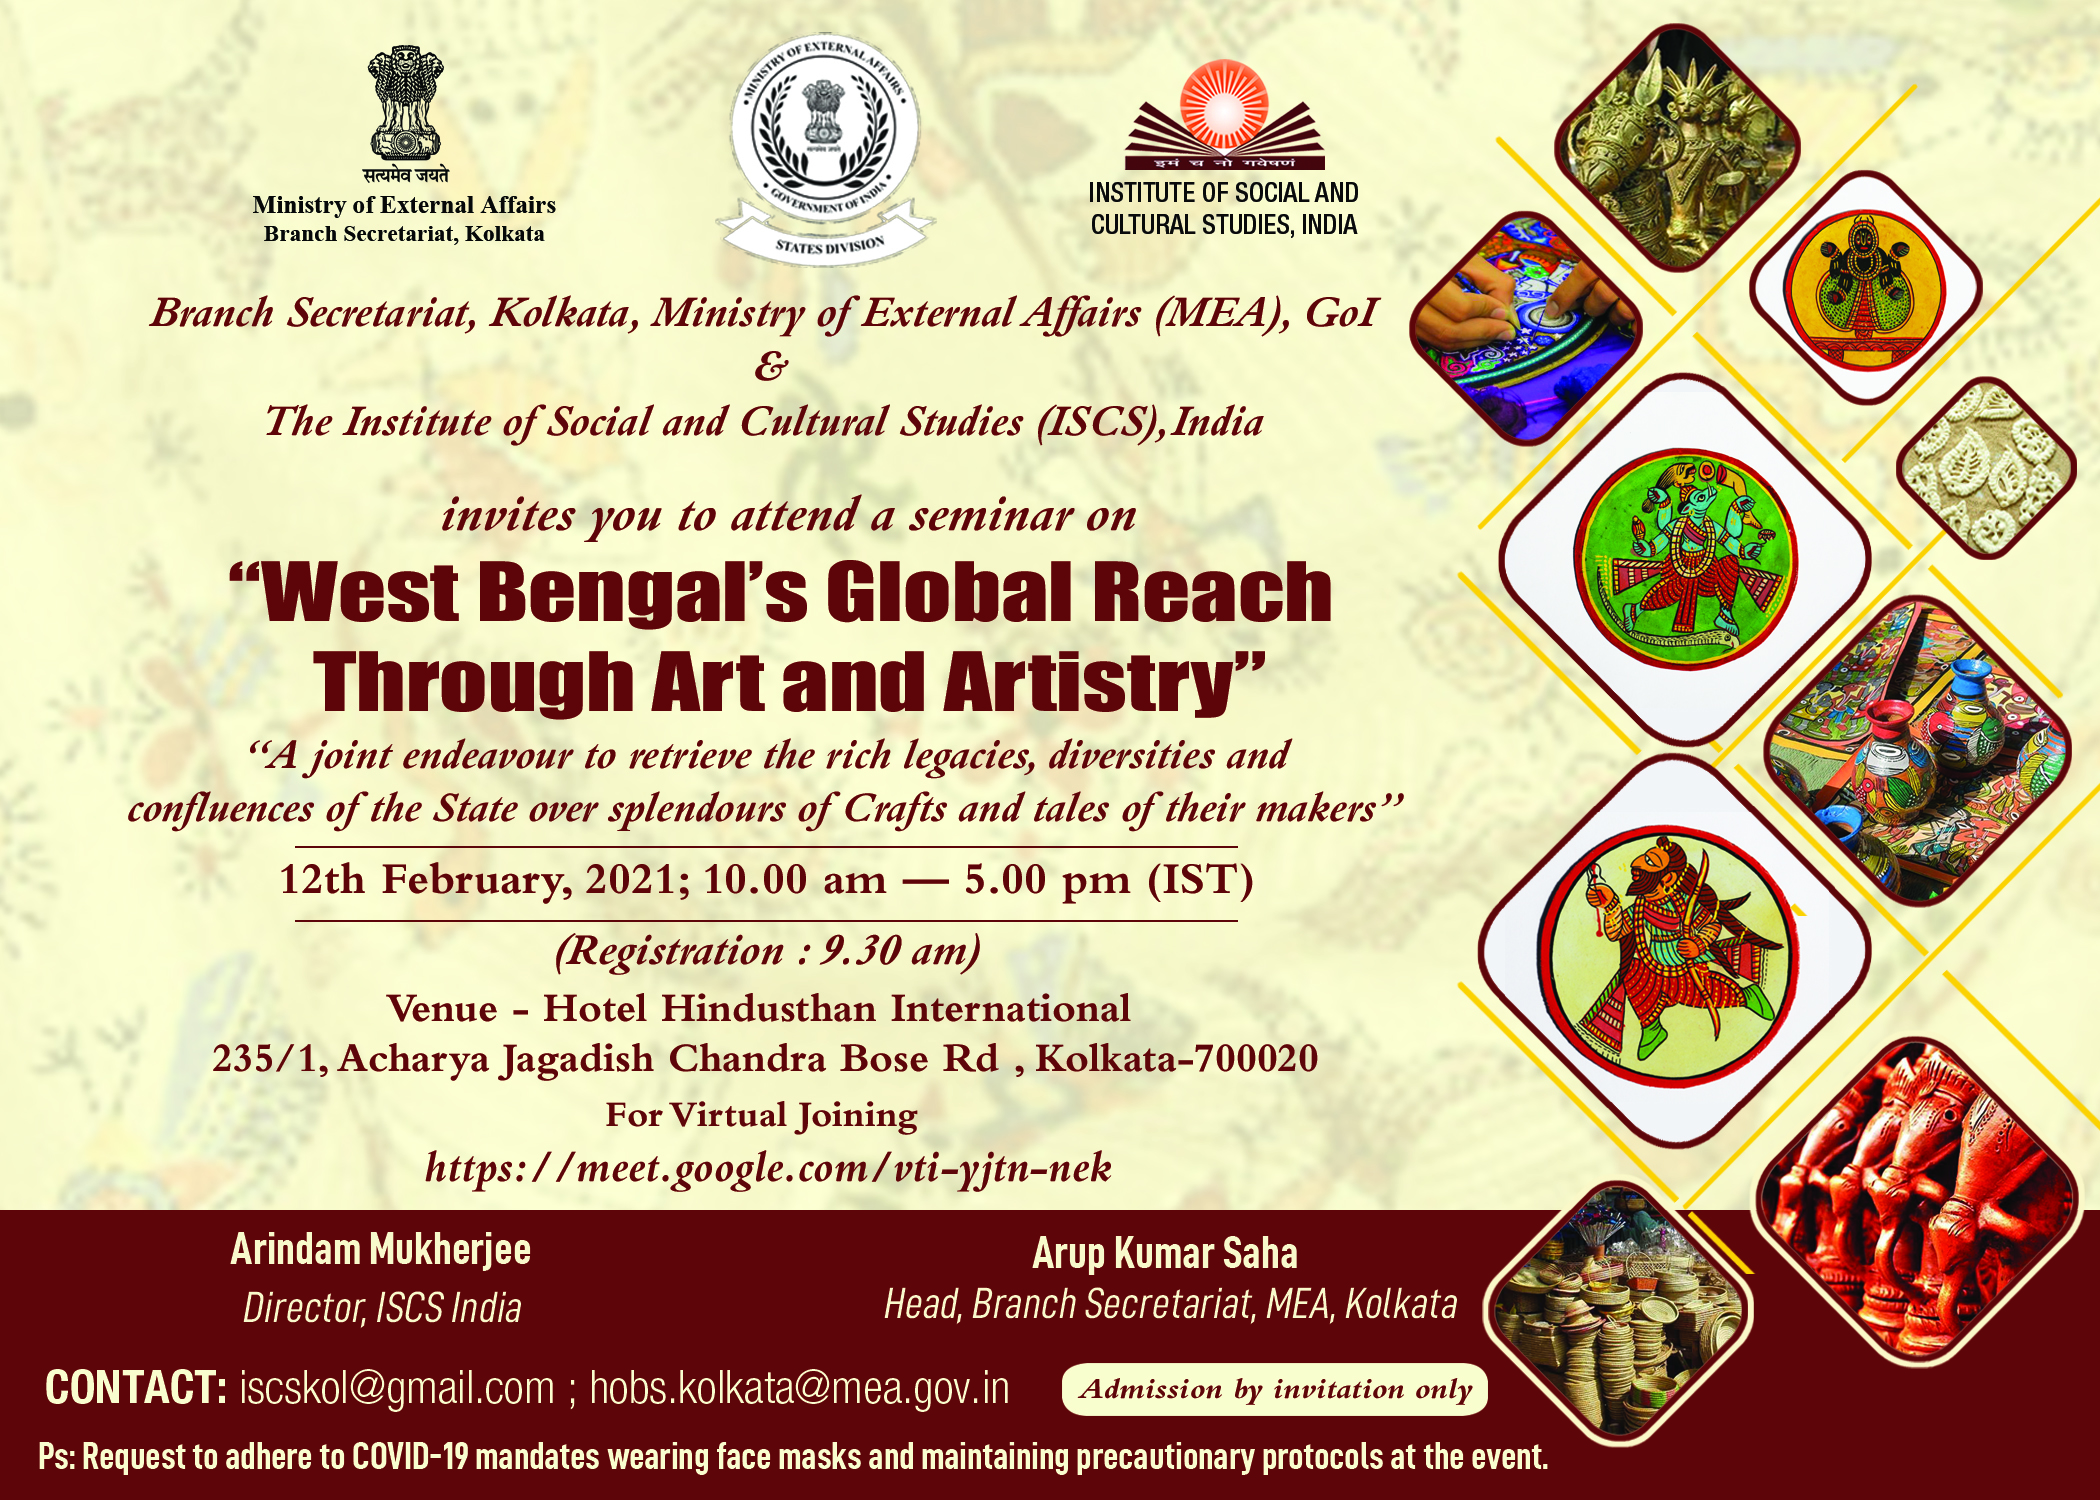 सत्यमेव जयते
Ministry of External Affairs
Branch Secretariat, Kolkata
• MINISTRY OF EXTERNAL AFFAIRS •
सत्यमेव जयते
• GOVERNMENT OF INDIA •
STATES DIVISION
इमं च नो गवेषणं
INSTITUTE OF SOCIAL AND
CULTURAL STUDIES, INDIA
Branch Secretariat, Kolkata, Ministry of External Affairs (MEA), GoI
&
The Institute of Social and Cultural Studies (ISCS), India
invites you to attend a seminar on
“West Bengal’s Global Reach
Through Art and Artistry”
“A joint endeavour to retrieve the rich legacies, diversities and
confluences of the State over splendours of Crafts and tales of their makers”
12th February, 2021; 10.00 am — 5.00 pm (IST)
(Registration : 9.30 am)
Venue - Hotel Hindusthan International
235/1, Acharya Jagadish Chandra Bose Rd , Kolkata-700020
For Virtual Joining
https://meet.google.com/vti-yjtn-nek
Arindam Mukherjee
Director, ISCS India
Arup Kumar Saha
Head, Branch Secretariat, MEA, Kolkata
CONTACT: iscskol@gmail.com ; hobs.kolkata@mea.gov.in
Admission by invitation only
Ps: Request to adhere to COVID-19 mandates wearing face masks and maintaining precautionary protocols at the event.